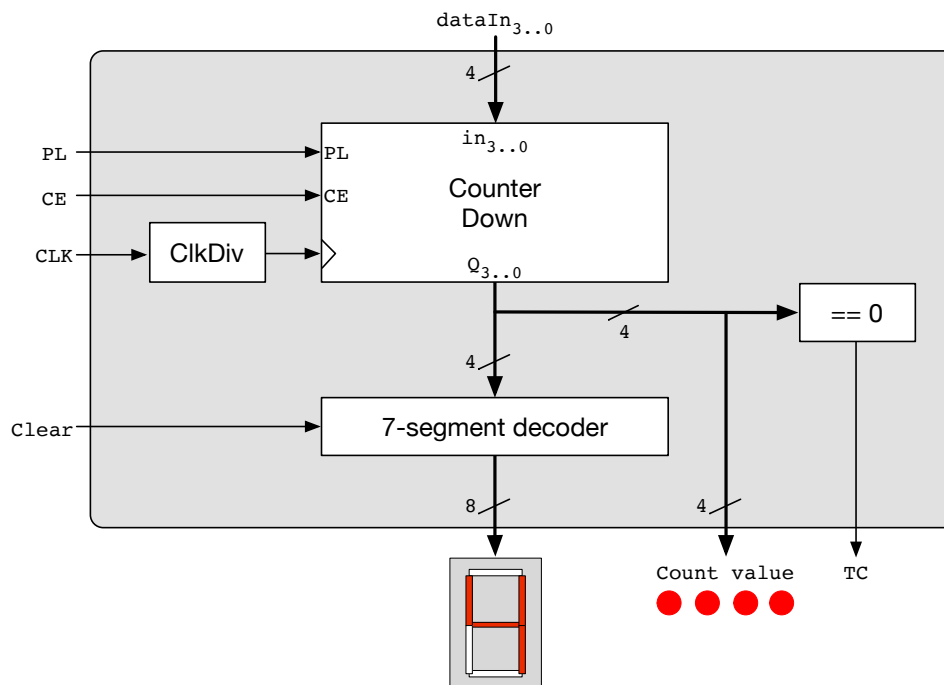 dataIn3..0
4
in3..0
PL
PL
Counter
Down
CE
CE
CLK
ClkDiv
Q3..0
== 0
4
4
Clear
7-segment decoder
8
4
Count value
TC